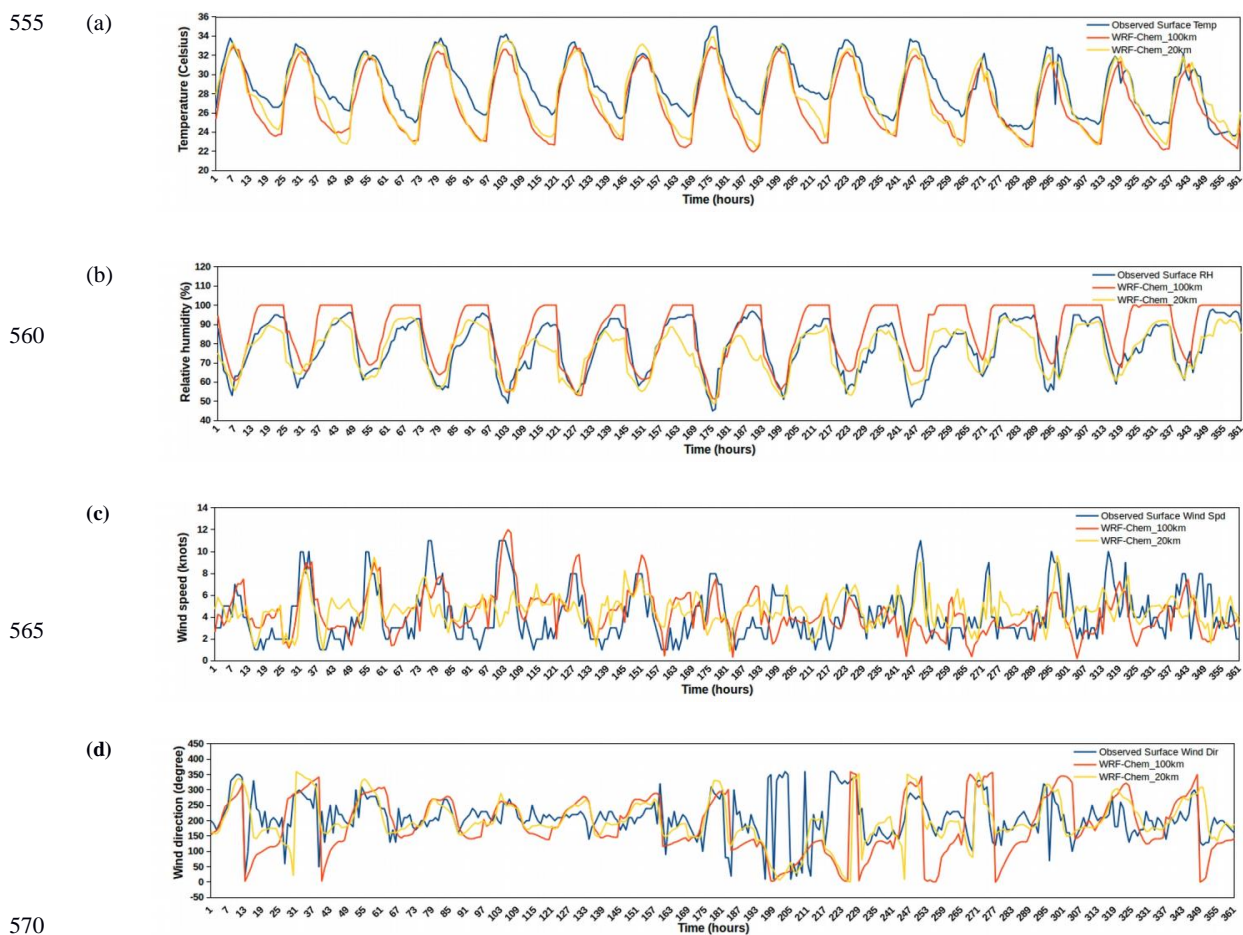 555
(a)
Temperature (Celsius)
36
34
32
30
28
26
24
22
20
Observed Surface Temp
WRF-Chem_100km
WRF-Chem_20km
1 7 13 19 25 31 37 43 49 55 61 67 73 79 85 91 97 103 109 115 121 127 133 139 145 151 157 163 169 175 181 187 193 199 205 211 217 223 229 235 241 247 253 259 265 271 277 283 289 295 301 307 313 319 325 331 337 343 349 355 361
Time (hours)
(b)
560
Relative humidity (%)
120
110
100
90
80
70
60
50
40
Observed Surface RH
WRF-Chem_100km
WRF-Chem_20km
1 7 13 19 25 31 37 43 49 55 61 67 73 79 85 91 97 103 109 115 121 127 133 139 145 151 157 163 169 175 181 187 193 199 205 211 217 223 229 235 241 247 253 259 265 271 277 283 289 295 301 307 313 319 325 331 337 343 349 355 361
Time (hours)
(c)
565
Wind speed (knots)
14
12
10
8
6
4
2
0
Observed Surface Wind Spd
WRF-Chem_100km
WRF-Chem_20km
1 7 13 19 25 31 37 43 49 55 61 67 73 79 85 91 97 103 109 115 121 127 133 139 145 151 157 163 169 175 181 187 193 199 205 211 217 223 229 235 241 247 253 259 265 271 277 283 289 295 301 307 313 319 325 331 337 343 349 355 361
Time (hours)
(d)
Wind direction (degree)
450
400
350
300
250
200
150
100
50
0
-50
Observed Surface Wind Dir
WRF-Chem_100km
WRF-Chem_20km
1 7 13 19 25 31 37 43 49 55 61 67 73 79 85 91 97 103 109 115 121 127 133 139 145 151 157 163 169 175 181 187 193 199 205 211 217 223 229 235 241 247 253 259 265 271 277 283 289 295 301 307 313 319 325 331 337 343 349 355 361
Time (hours)
570